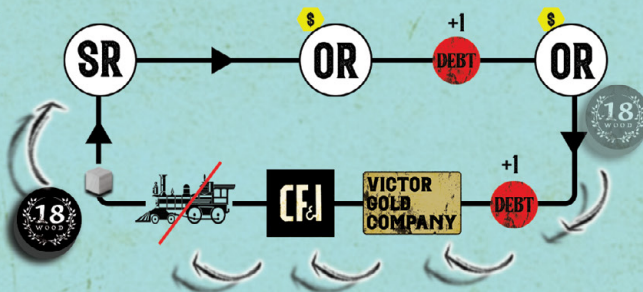 $
SR
OR
+1
DEBT
$
OR
18
WOOD
18
WOOD
CF&I
VICTOR
GOLD
COMPANY
+1
DEBT